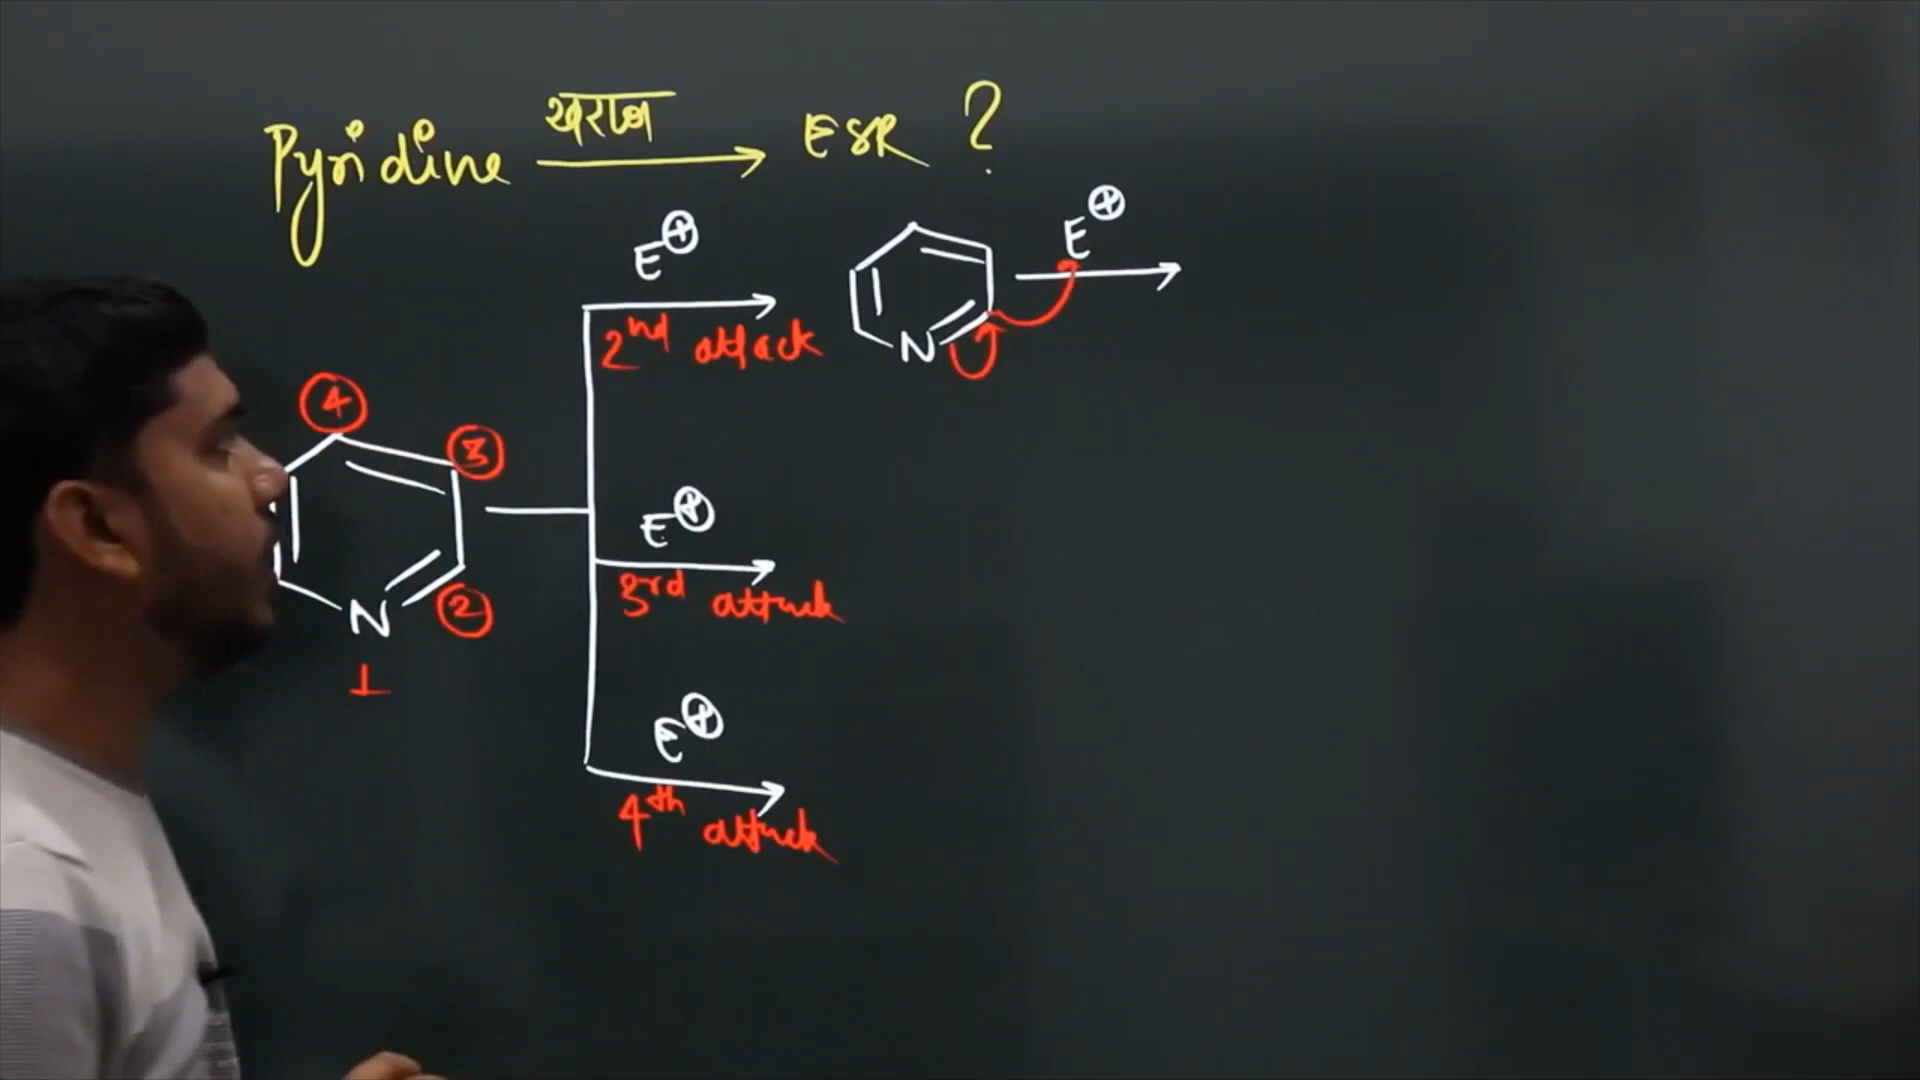 Pyridine खराब → ESR ?
E⊕
2nd attack
N
E⊕
4
3
2
N
1
E⊕
3rd attack
E⊕
4th attack